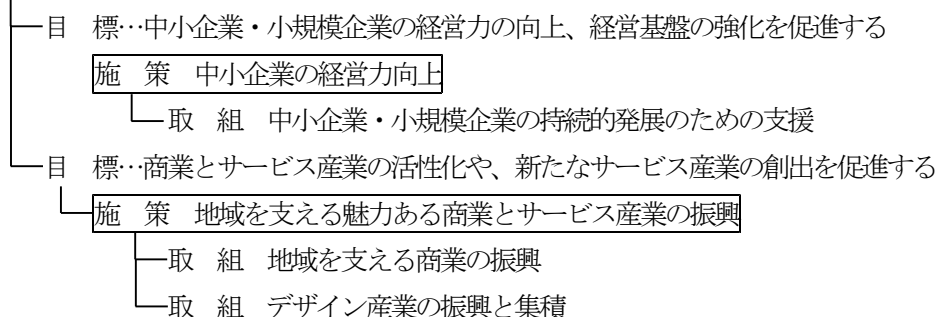 目　標…中小企業・小規模企業の経営力の向上、経営基盤の強化を促進する
施　策　中小企業の経営力向上
取　組　中小企業・小規模企業の持続的発展のための支援
目　標…商業とサービス産業の活性化や、新たなサービス産業の創出を促進する
施　策　地域を支える魅力ある商業とサービス産業の振興
取　組　地域を支える商業の振興
取　組　デザイン産業の振興と集積